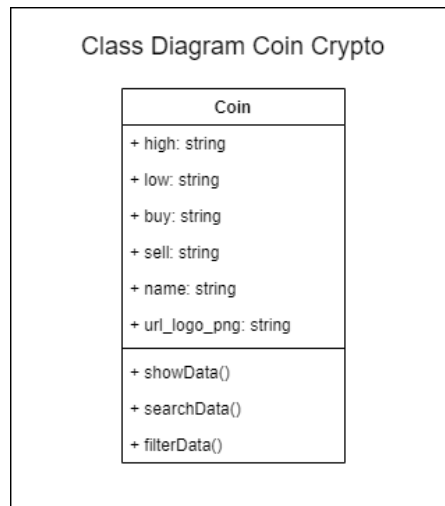 Class Diagram Coin Crypto
Coin
+ high: string
+ low: string
+ buy: string
+ sell: string
+ name: string
+ url_logo_png: string
+ showData()
+ searchData()
+ filterData()